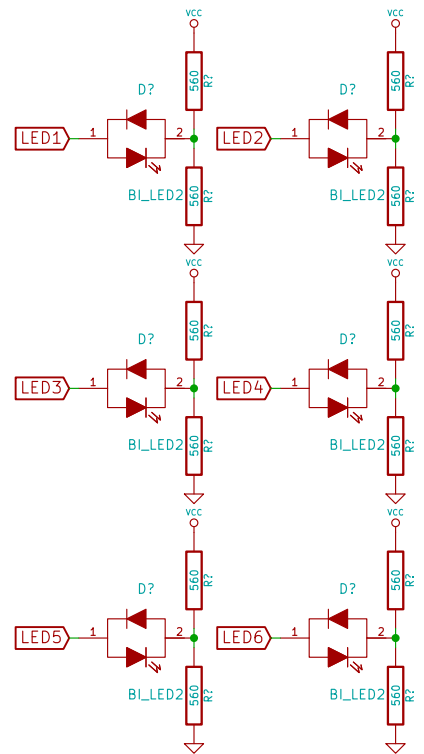 VCC VCC
560 R? 560 R?
D? D?
LED1 1 2 LED2 1 2
BI_LED2 560 R? BI_LED2 560 R?
VCC VCC
560 R? 560 R?
D? D?
LED3 1 2 LED4 1 2
BI_LED2 560 R? BI_LED2 560 R?
VCC VCC
560 R? 560 R?
D? D?
LED5 1 2 LED6 1 2
BI_LED2 560 R? BI_LED2 560 R?